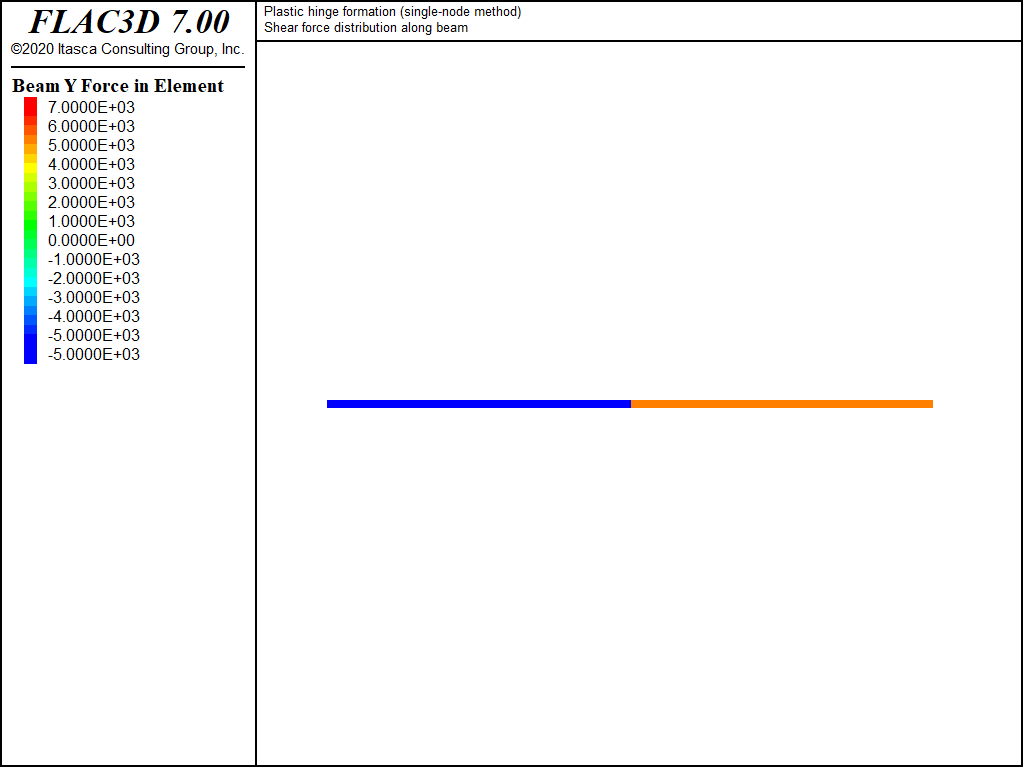 FLAC3D 7.00
©2020 Itasca Consulting Group, Inc.
Plastic hinge formation (single-node method)
Shear force distribution along beam
Beam Y Force in Element
7.0000E+03
6.0000E+03
5.0000E+03
4.0000E+03
3.0000E+03
2.0000E+03
1.0000E+03
0.0000E+00
-1.0000E+03
-2.0000E+03
-3.0000E+03
-4.0000E+03
-5.0000E+03
-5.0000E+03